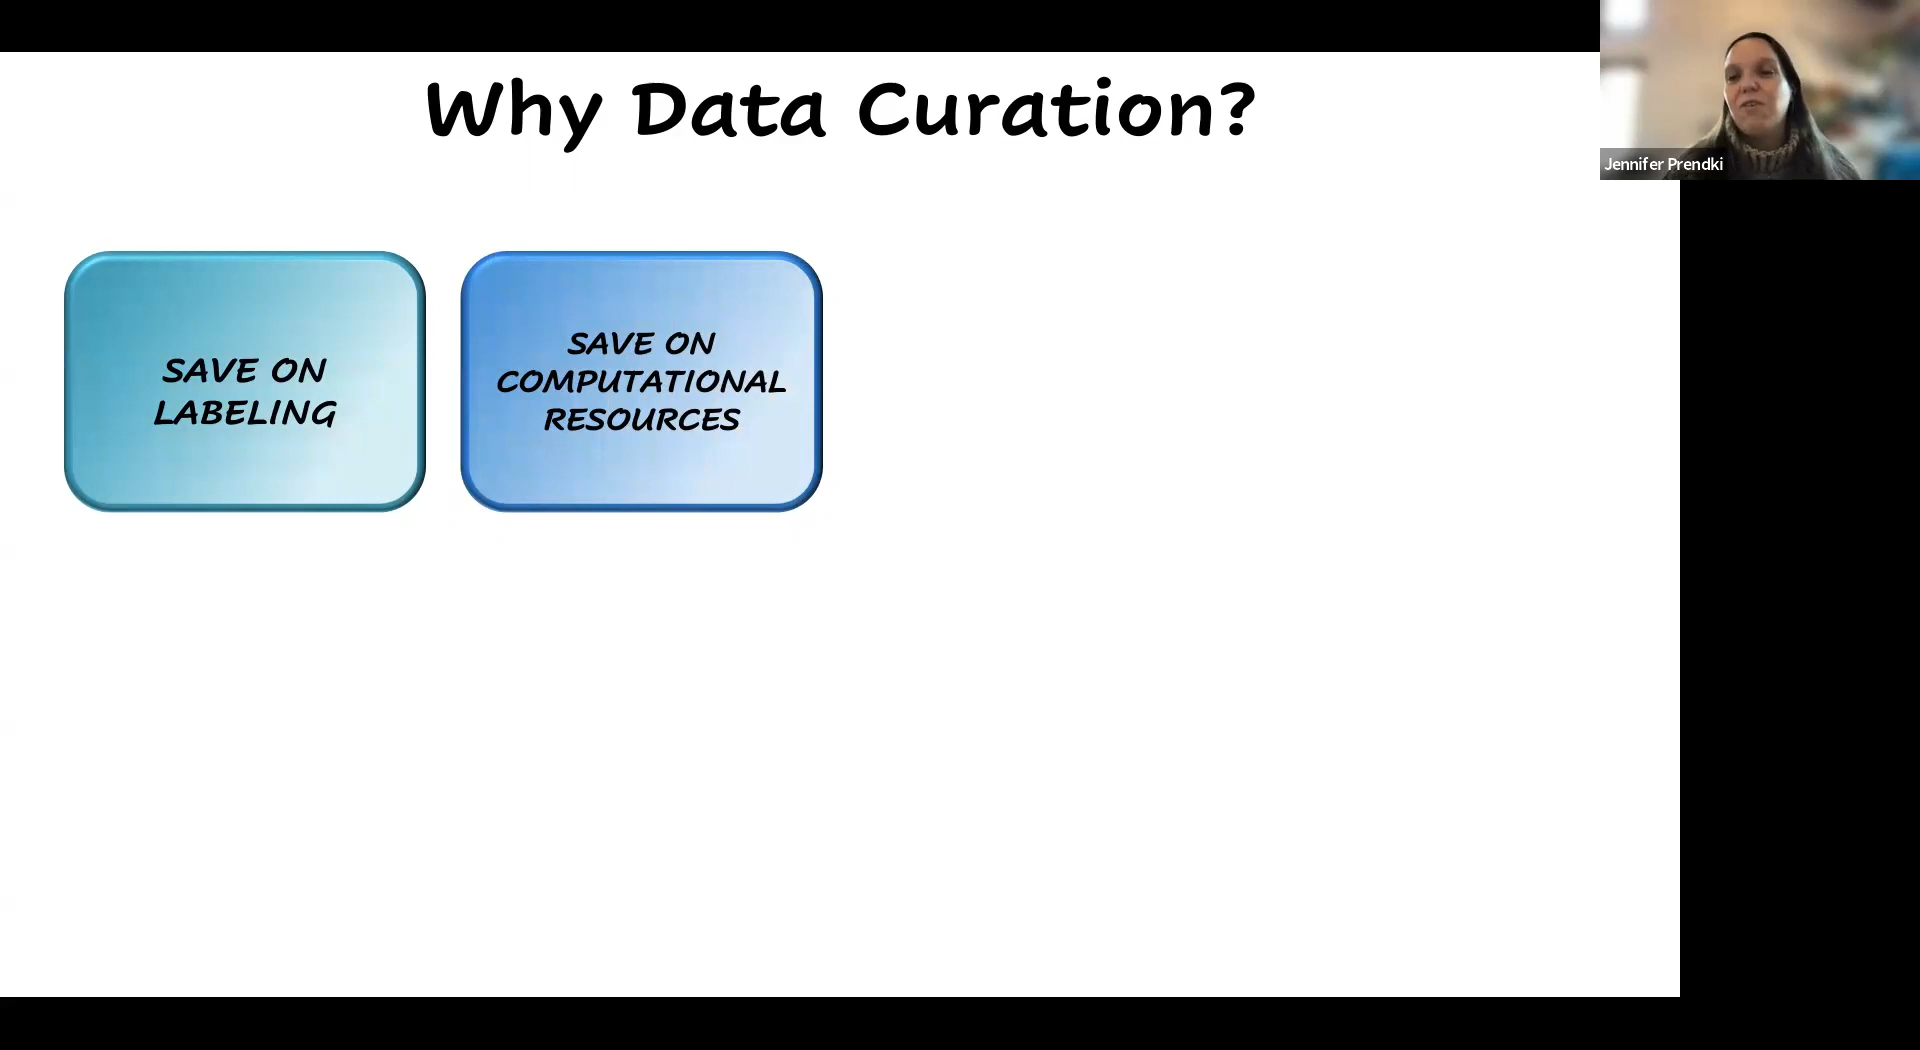 Why Data Curation?
Jennifer Prendki
SAVE ON
LABELING
SAVE ON
COMPUTATIONAL
RESOURCES